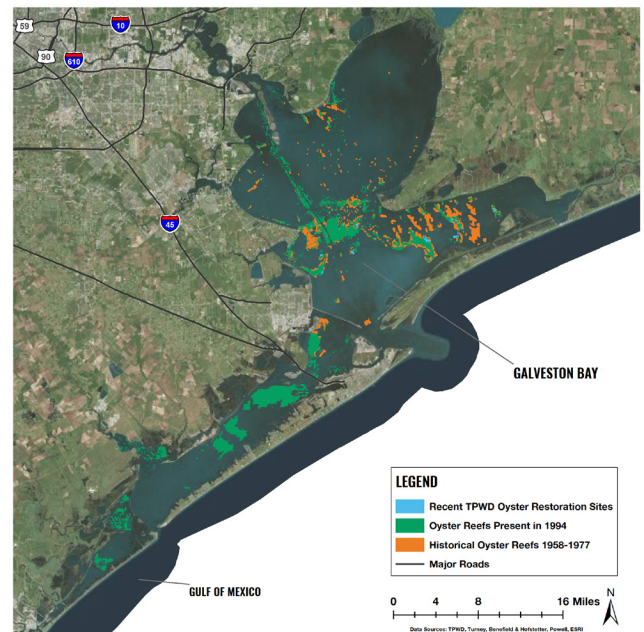 59
10
90
610
45
GALVESTON BAY
LEGEND
Recent TPWD Oyster Restoration Sites
Oyster Reefs Present in 1994
Historical Oyster Reefs 1958-1977
Major Roads
GULF OF MEXICO
0 4 8 16 Miles
N
Data Sources: TPWD, Turney, Benefield & Hofstetter, Powell, ESRI